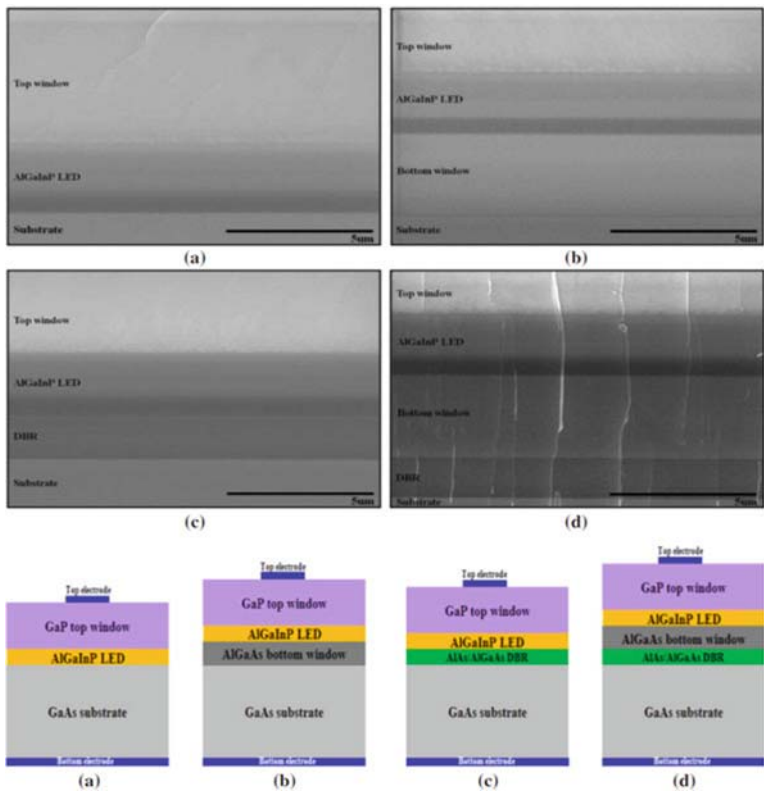 Top window
AlGaInP LED
Substrate
5um
(a)
Top window
AlGaInP LED
Bottom window
Substrate
5um
(b)
Top window
AlGaInP LED
DBR
Substrate
5um
(c)
Top window
AlGaInP LED
Bottom window
DBR
Substrate
5um
(d)
Top electrode
GaP top window
AlGaInP LED
GaAs substrate
Bottom electrode
(a)
Top electrode
GaP top window
AlGaInP LED
AlGaAs bottom window
GaAs substrate
Bottom electrode
(b)
Top electrode
GaP top window
AlGaInP LED
AlAs/AlGaAs DBR
GaAs substrate
Bottom electrode
(c)
Top electrode
GaP top window
AlGaInP LED
AlGaAs bottom window
AlAs/AlGaAs DBR
GaAs substrate
Bottom electrode
(d)